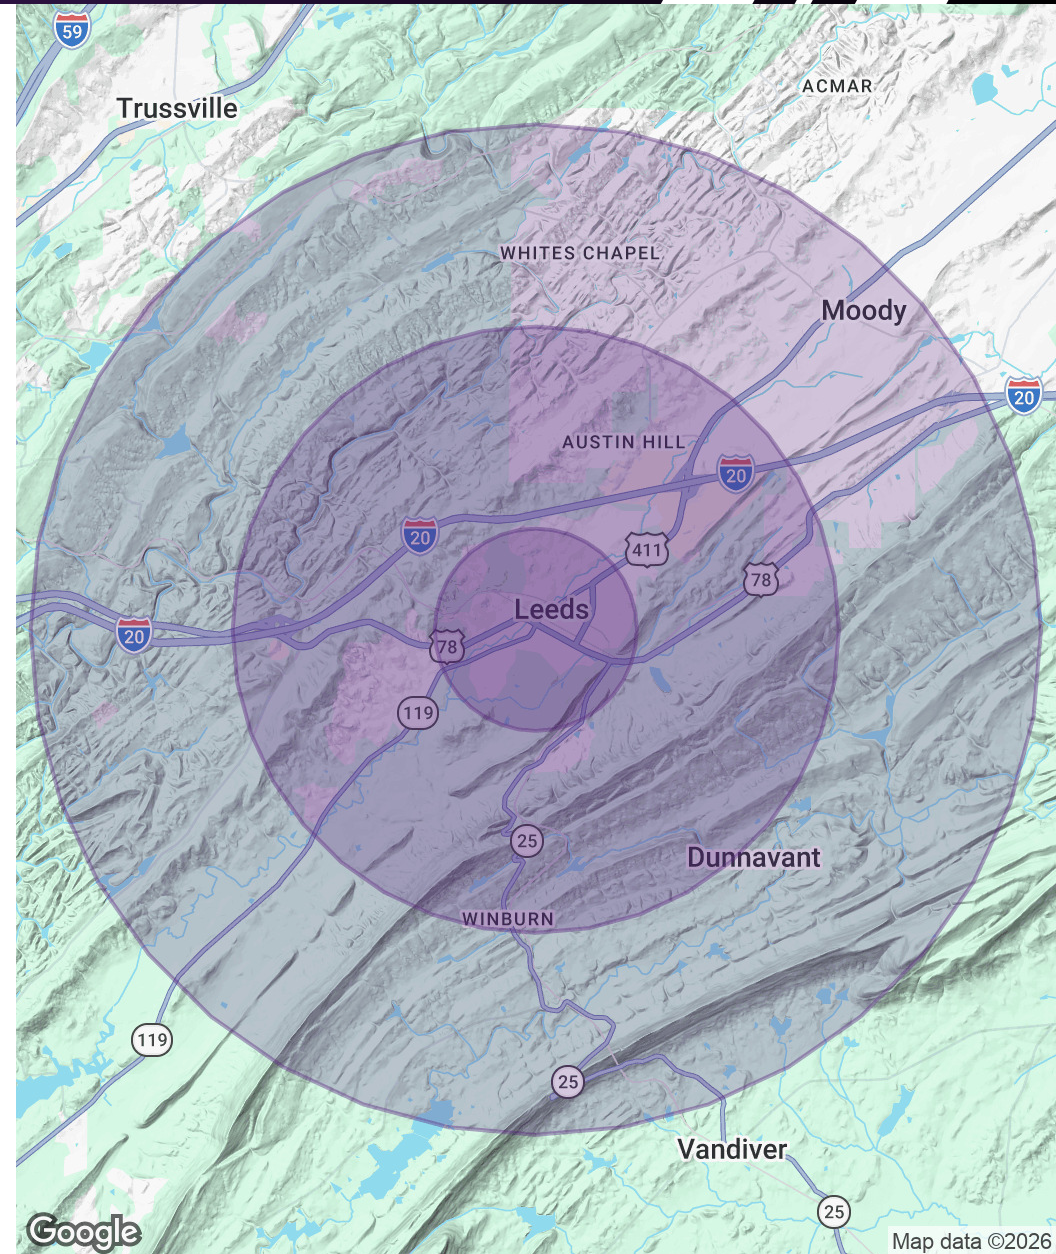 59
Trussville
ACMAR
WHITES CHAPEL
Moody
20
AUSTIN HILL
20
20
411
78
Leeds
20
78
119
25
Dunnavant
WINBURN
119
25
Vandiver
25
Google
Map data ©2026